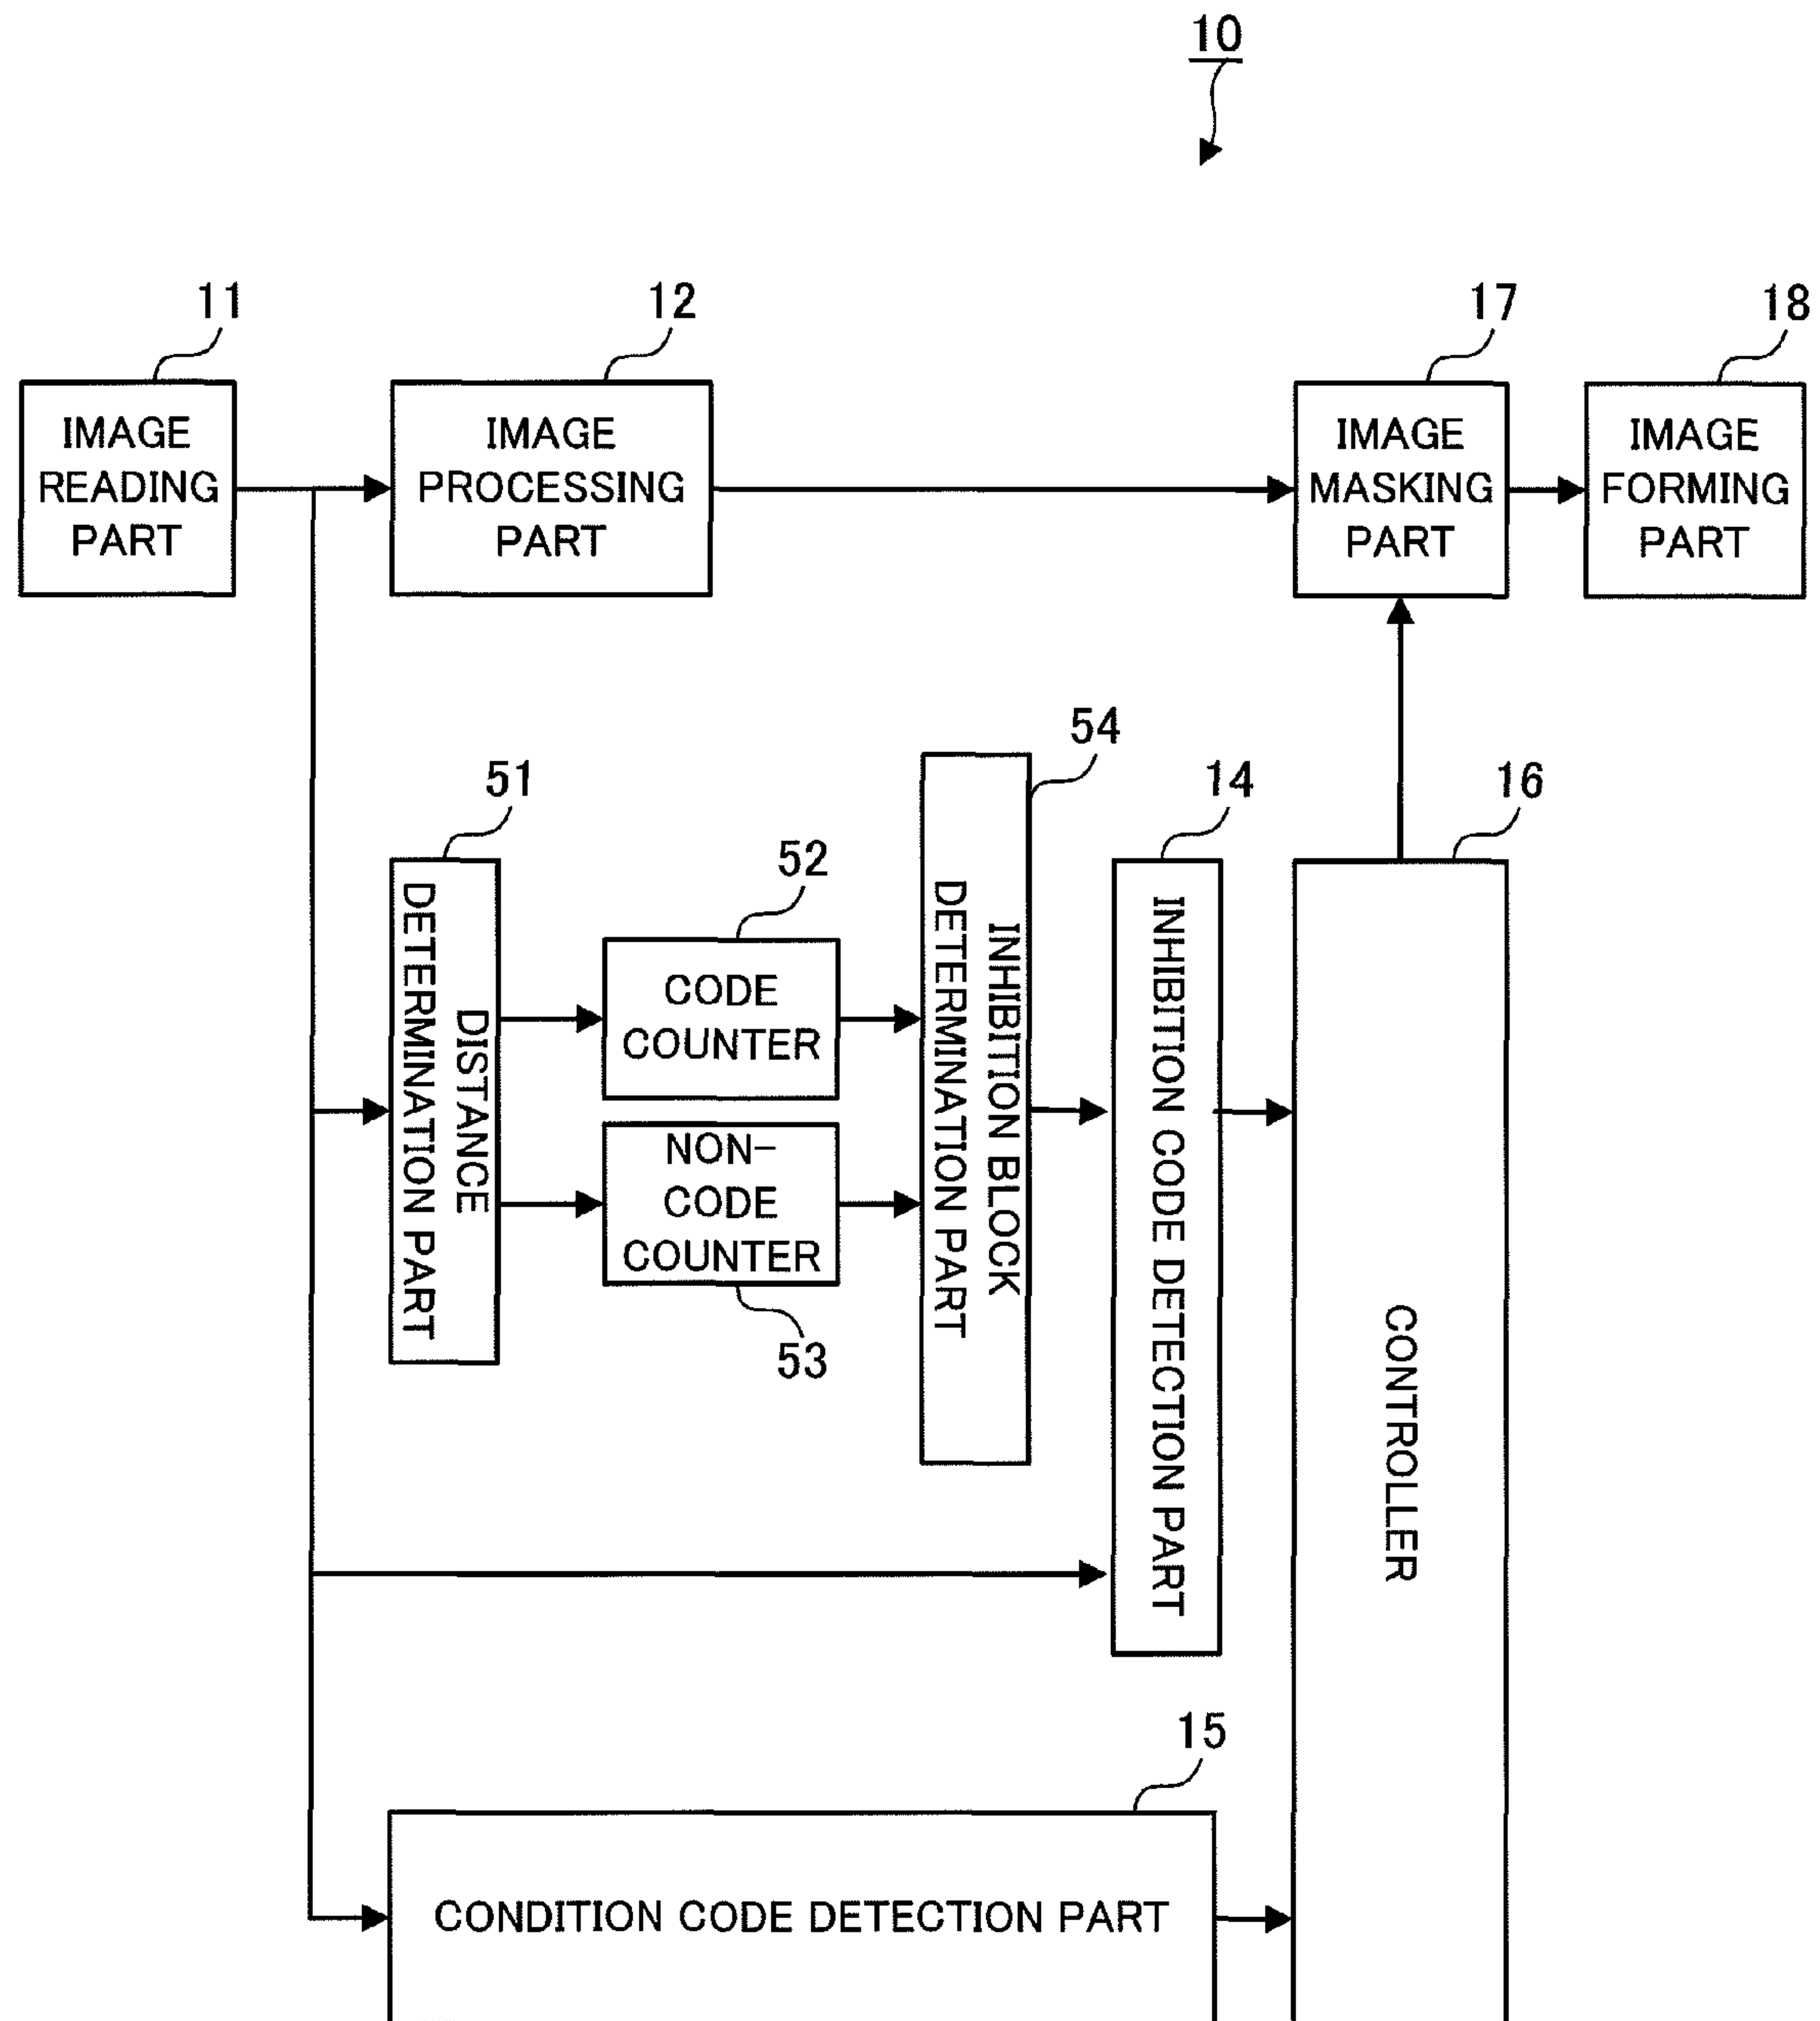 10
11
IMAGE
READING
PART
12
IMAGE
PROCESSING
PART
17
IMAGE
MASKING
PART
18
IMAGE
FORMING
PART
51
DISTANCE
DETERMINATION PART
52
CODE
COUNTER
NON-
CODE
COUNTER
53
54
INHIBITION BLOCK
DETERMINATION PART
14
INHIBITION CODE DETECTION PART
16
CONTROLLER
15
CONDITION CODE DETECTION PART